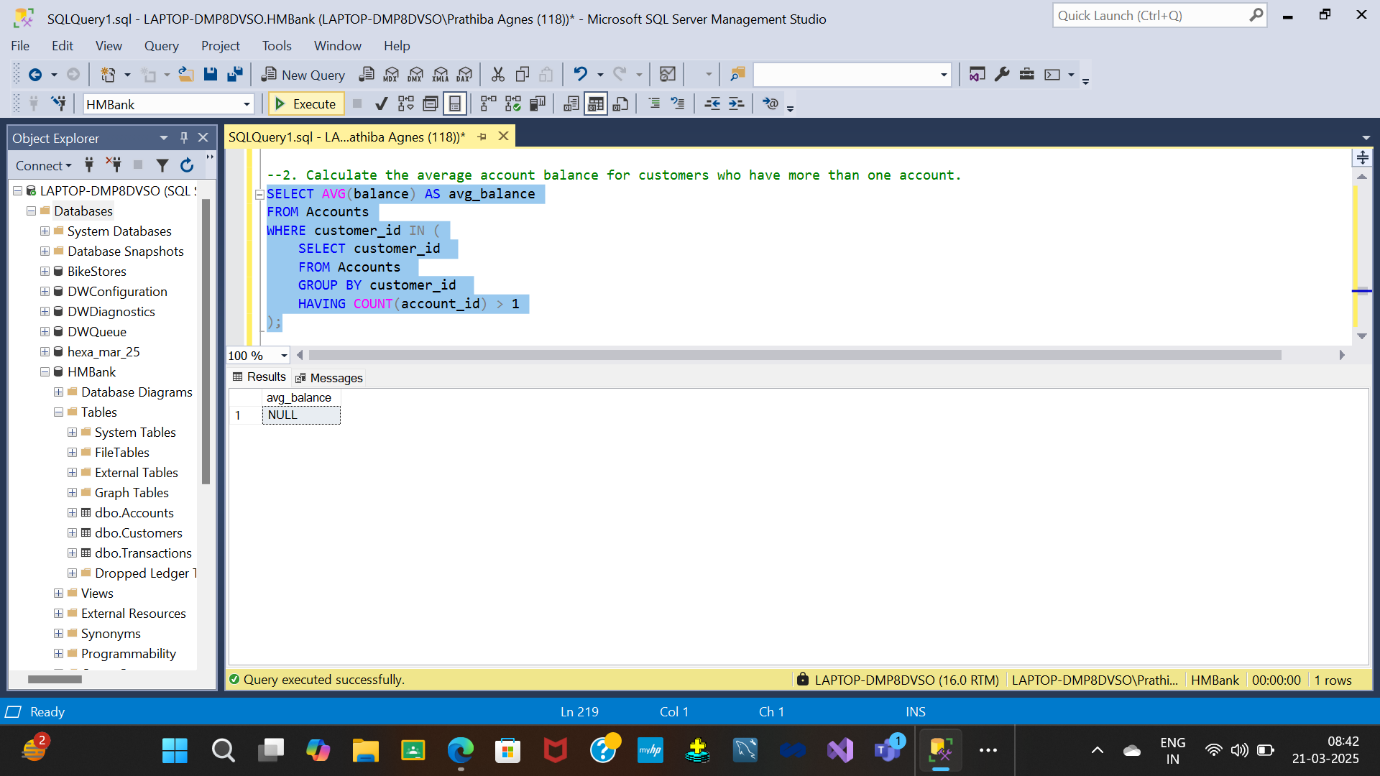 SQLQuery1.sql - LAPTOP-DMP8DVSO.HMBank (LAPTOP-DMP8DVSO\Prathiba Agnes (118))* - Microsoft SQL Server Management Studio
Quick Launch (Ctrl+Q)
File Edit View Query Project Tools Window Help
New Query MDX DMX XMLA DAX
HMBank Execute
Object Explorer
SQLQuery1.sql - LA...athiba Agnes (118))*
Connect
LAPTOP-DMP8DVSO (SQL
Databases
System Databases
Database Snapshots
BikeStores
DWConfiguration
DWDiagnostics
DWQueue
hexa_mar_25
HMBank
Database Diagrams
Tables
System Tables
FileTables
External Tables
Graph Tables
dbo.Accounts
dbo.Customers
dbo.Transactions
Dropped Ledger
Views
External Resources
Synonyms
Programmability
--2. Calculate the average account balance for customers who have more than one account.
SELECT AVG(balance) AS avg_balance
FROM Accounts
WHERE customer_id IN (
SELECT customer_id
FROM Accounts
GROUP BY customer_id
HAVING COUNT(account_id) > 1
);
100 %
Results Messages
avg_balance
1 NULL
Query executed successfully. LAPTOP-DMP8DVSO (16.0 RTM) LAPTOP-DMP8DVSO\Prathi... HMBank 00:00:00 1 rows
Ready Ln 219 Col 1 Ch 1 INS
2
myhp
1
ENG
IN
08:42
21-03-2025